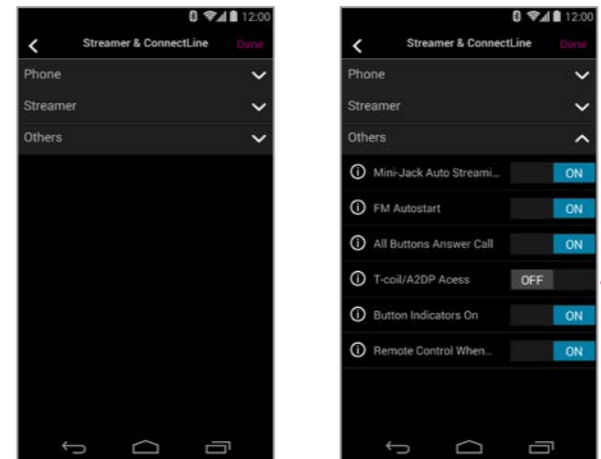 12:00
Streamer & ConnectLine Done
Phone
Streamer
Others
12:00
Streamer & ConnectLine Done
Phone
Streamer
Others
Mini-Jack Auto Streami... ON
FM Autostart ON
All Buttons Answer Call ON
T-coil/A2DP Acess OFF
Button Indicators On ON
Remote Control When... ON